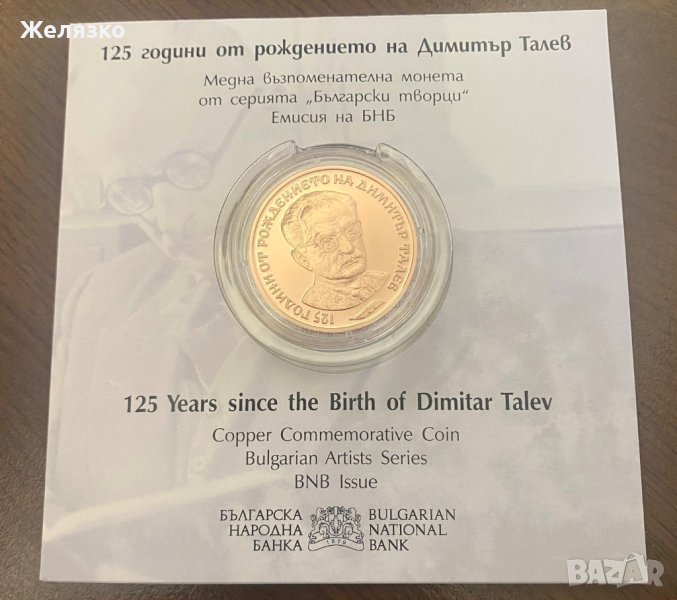 Желязко
125 години от рождението на Димитър Талев
Медна възпоменателна монета
от серията „Български творци“
Емисия на БНБ
125 ГОДИНИ ОТ РОЖДЕНИЕТО НА ДИМИТЪР ТАЛЕВ
125 Years since the Birth of Dimitar Talev
Copper Commemorative Coin
Bulgarian Artists Series
BNB Issue
БЪЛГАРСКА
НАРОДНА
БАНКА
1879
BULGARIAN
NATIONAL
BANK
BAZAR